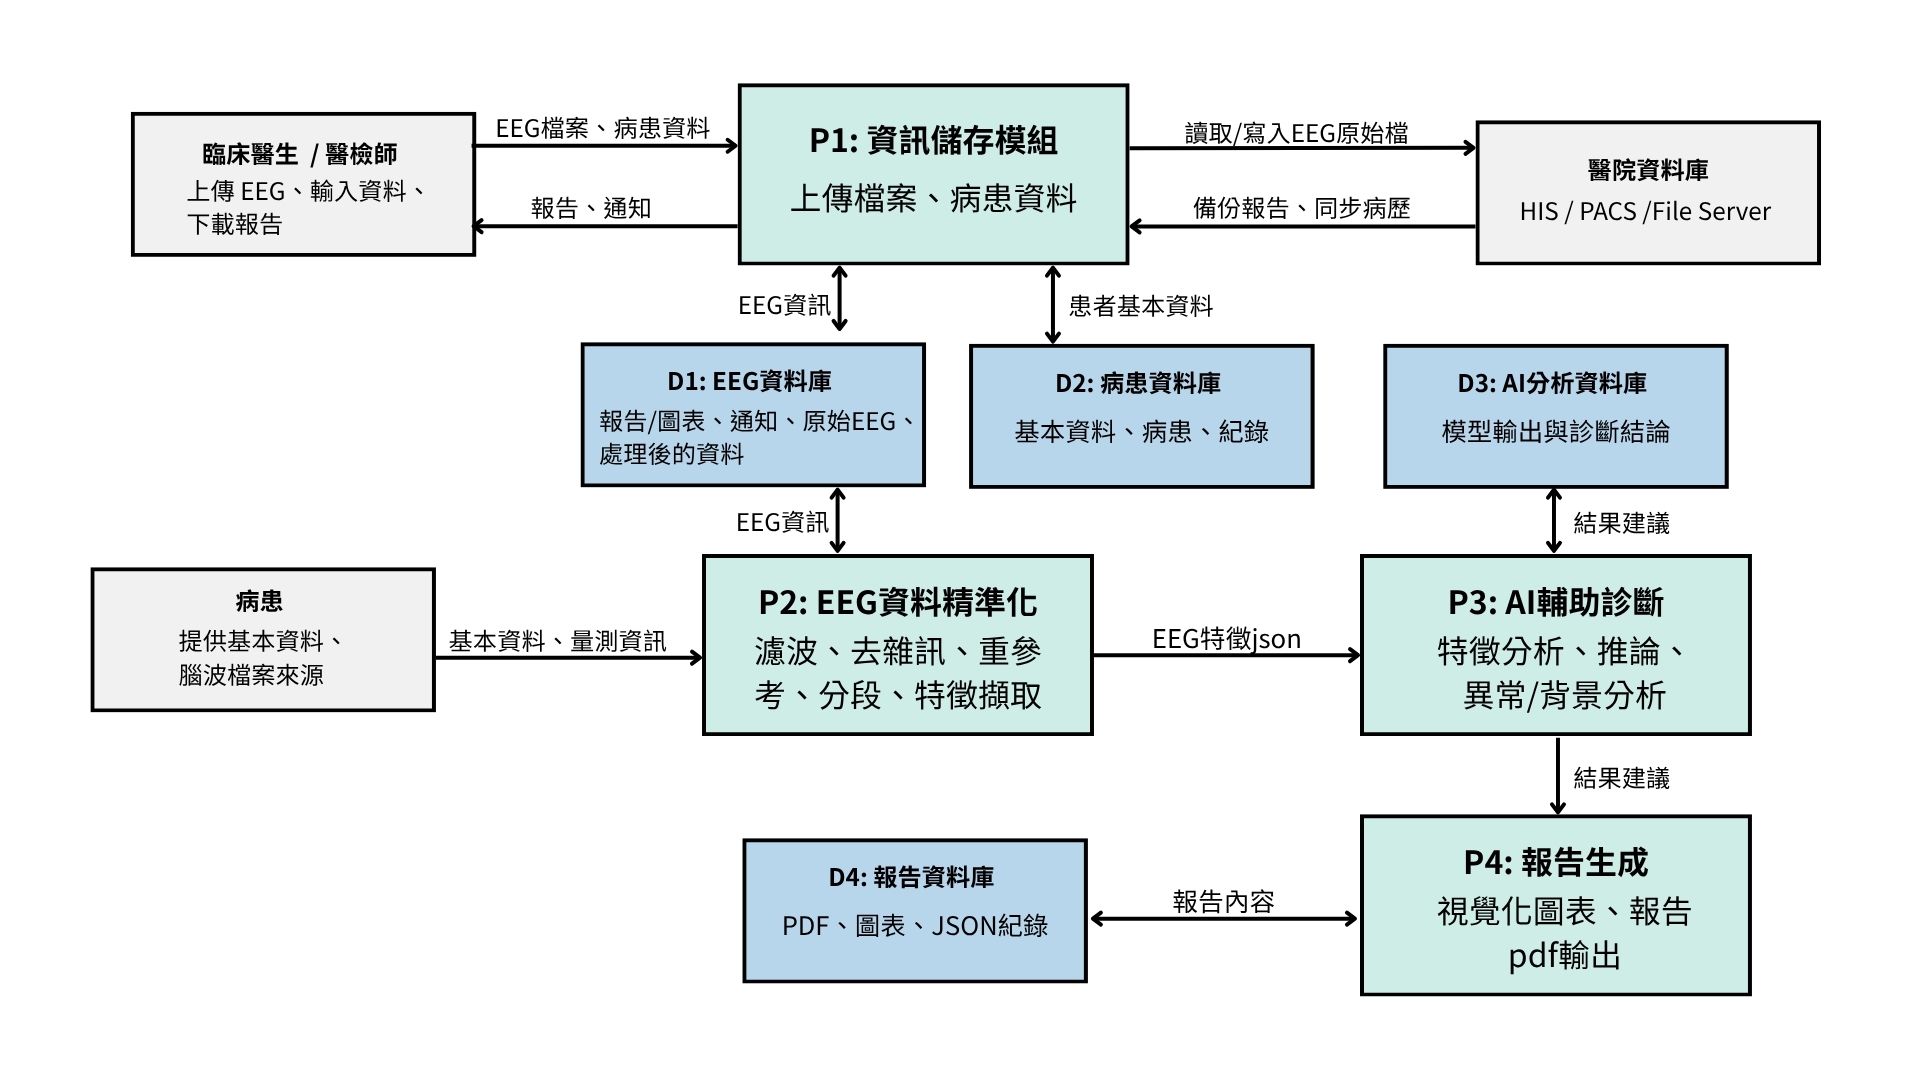 臨床醫生 / 醫檢師
上傳 EEG、輸入資料、
下載報告
EEG檔案、病患資料
報告、通知
P1: 資訊儲存模組
上傳檔案、病患資料
讀取/寫入EEG原始檔
備份報告、同步病歷
醫院資料庫
HIS / PACS /File Server
EEG資訊
患者基本資料
D1: EEG資料庫
報告/圖表、通知、原始EEG、
處理後的資料
D2: 病患資料庫
基本資料、病患、紀錄
D3: AI分析資料庫
模型輸出與診斷結論
EEG資訊
結果建議
病患
提供基本資料、
腦波檔案來源
基本資料、量測資訊
P2: EEG資料精準化
濾波、去雜訊、重參
考、分段、特徵擷取
EEG特徵json
P3: AI輔助診斷
特徵分析、推論、
異常/背景分析
結果建議
D4: 報告資料庫
PDF、圖表、JSON紀錄
報告內容
P4: 報告生成
視覺化圖表、報告
pdf輸出